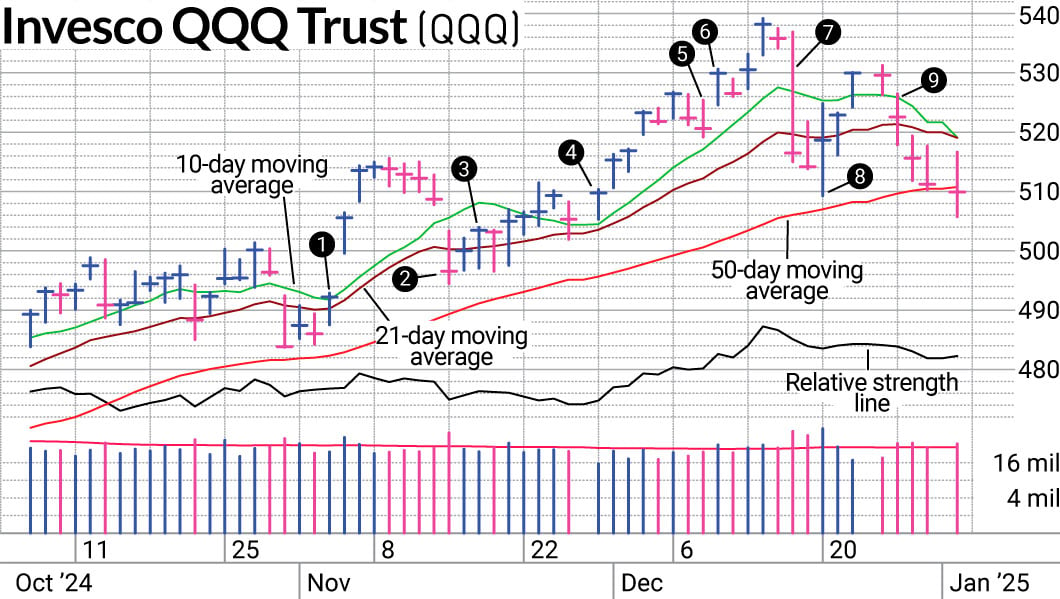 Invesco QQQ Trust (QQQ)
540
6
7
5
530
9
520
10-day moving
average
3
4
8
510
1
2
500
50-day moving
average
490
21-day moving
average
480
Relative strength
line
16 mil
4 mil
11
25
8
22
6
20
Oct ’24
Nov
Dec
Jan ’25